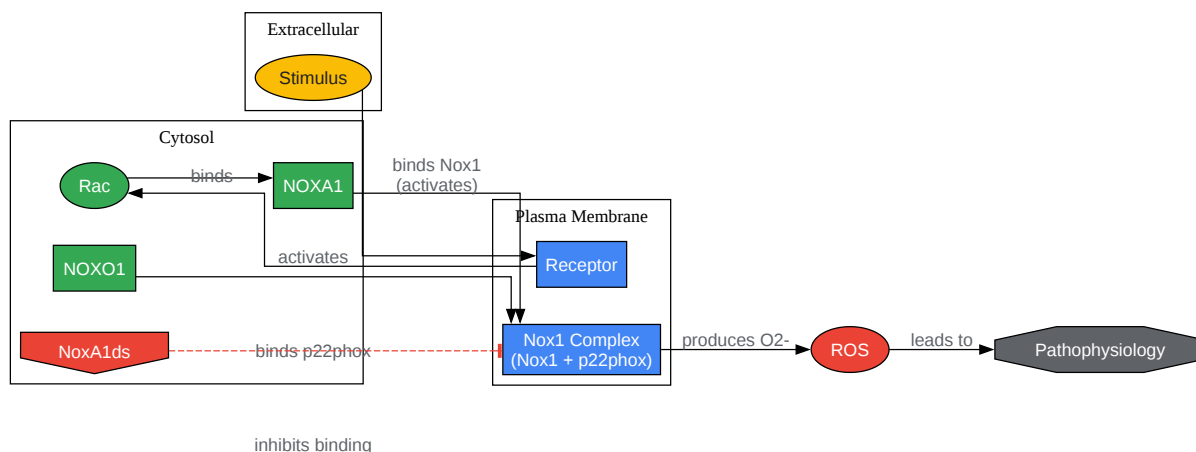 Extracellular
Stimulus
Cytosol
Rac
binds
NOXA1
binds Nox1
(activates)
Plasma Membrane
NOXO1
activates
Receptor
NoxA1ds
binds p22phox
Nox1 Complex
(Nox1 + p22phox)
produces O2-
ROS
leads to
Pathophysiology
inhibits binding